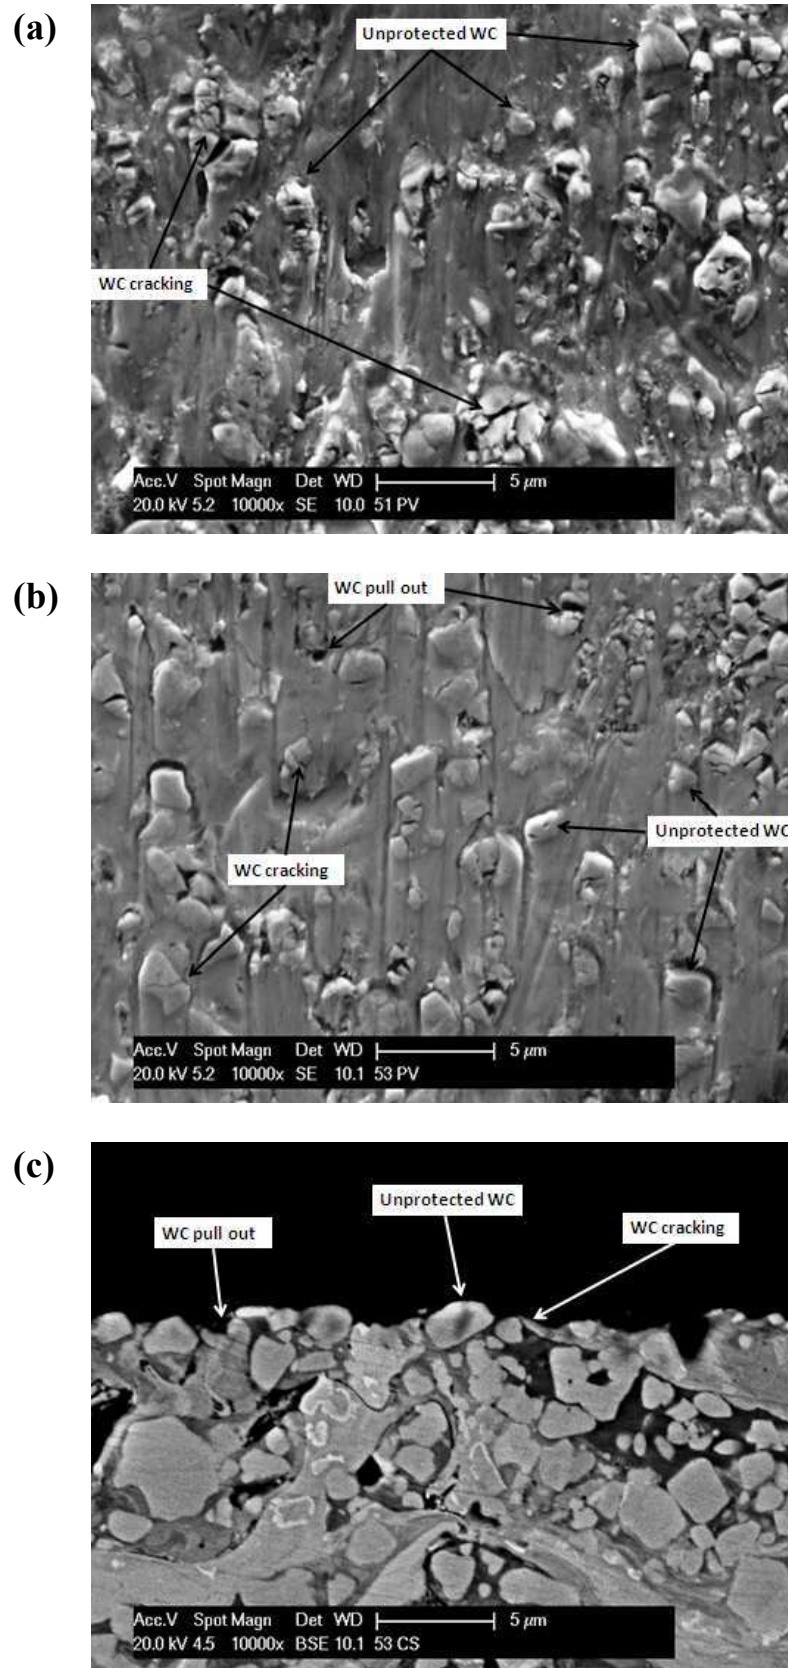 (a)
Unprotected WC
WC cracking
Acc.V Spot Magn Det WD 5 µm
20.0 kV 5.2 10000x SE 10.0 51 PV
(b)
WC pull out
Unprotected WC
WC cracking
Acc.V Spot Magn Det WD 5 µm
20.0 kV 5.2 10000x SE 10.1 53 PV
(c)
Unprotected WC
WC pull out
WC cracking
Acc.V Spot Magn Det WD 5 µm
20.0 kV 4.5 10000x BSE 10.1 53 CS